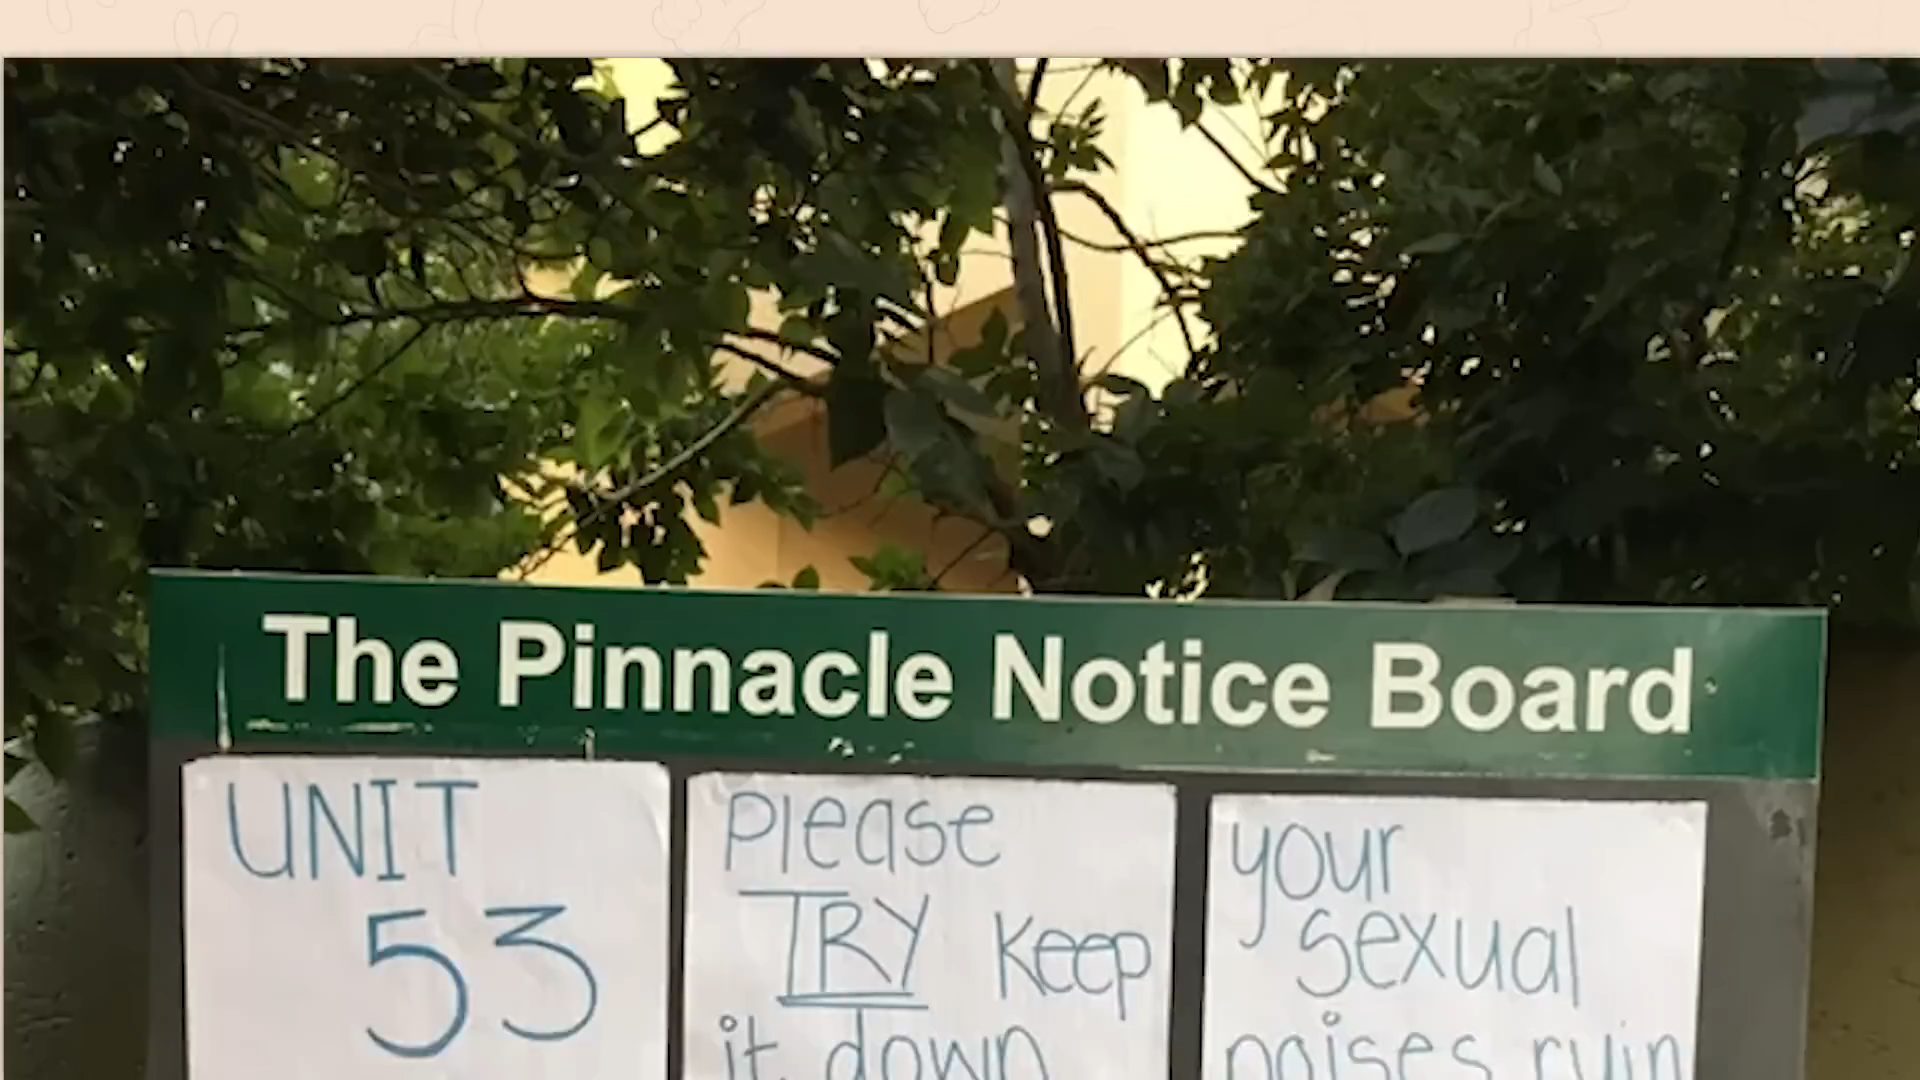 The Pinnacle Notice Board
UNIT
53
Please
TRY Keep
it down
your
sexual
noises ruin